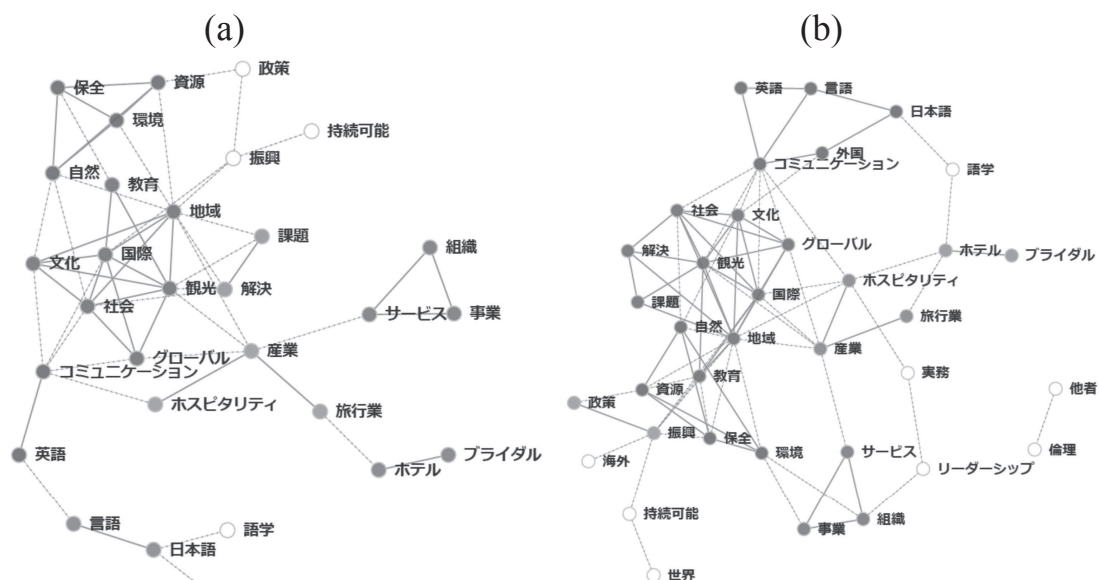 (a)
(b)
保全
資源
政策
環境
持続可能
振興
自然
教育
地域
課題
国際
組織
文化
観光
解決
社会
サービス
事業
産業
グローバル
コミュニケーション
ホスピタリティ
旅行業
英語
ブライダル
ホテル
言語
語学
日本語
英語
言語
日本語
外国
コミュニケーション
語学
社会
文化
グローバル
解決
ホテル
ブライダル
観光
ホスピタリティ
課題
国際
旅行業
自然
地域
産業
教育
実務
資源
他者
政策
振興
保全
環境
サービス
倫理
海外
リーダーシップ
持続可能
組織
事業
世界